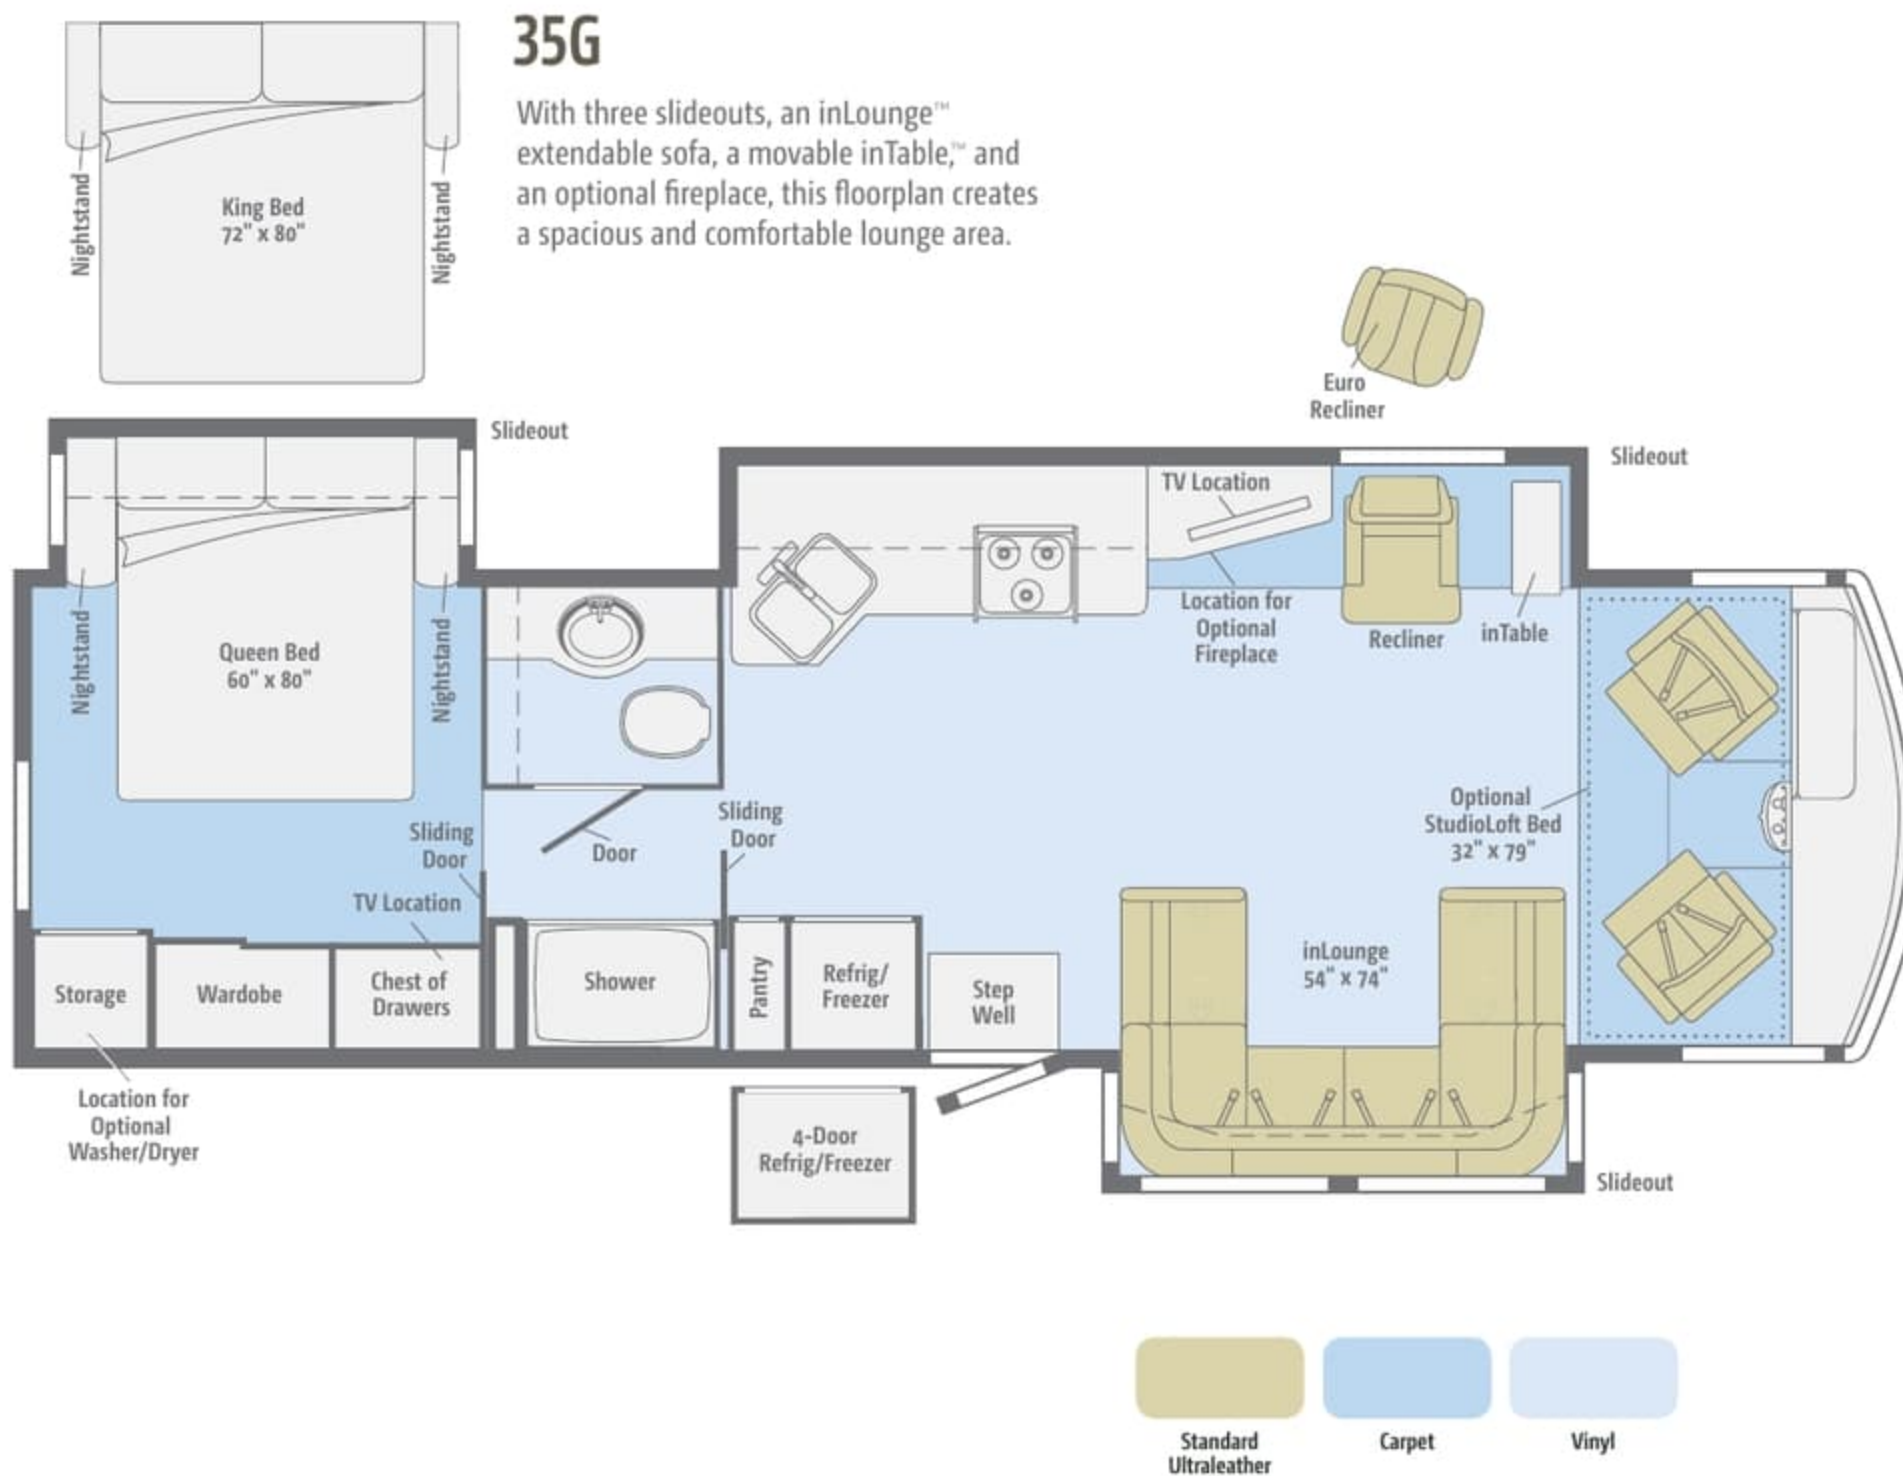 35G
With three slideouts, an inLounge™
extendable sofa, a movable inTable,™ and
an optional fireplace, this floorplan creates
a spacious and comfortable lounge area.
Nightstand
King Bed
72" x 80"
Nightstand
Euro
Recliner
Slideout
Slideout
TV Location
Nightstand
Queen Bed
60" x 80"
Nightstand
Location for
Optional
Fireplace
Recliner
inTable
Sliding
Door
Door
Sliding
Door
Optional
StudioLoft Bed
32" x 79"
TV Location
Storage
Wardobe
Chest of
Drawers
Shower
Pantry
Refrig/
Freezer
Step
Well
inLounge
54" x 74"
Location for
Optional
Washer/Dryer
4-Door
Refrig/Freezer
Slideout
Standard
Ultraleather
Carpet
Vinyl